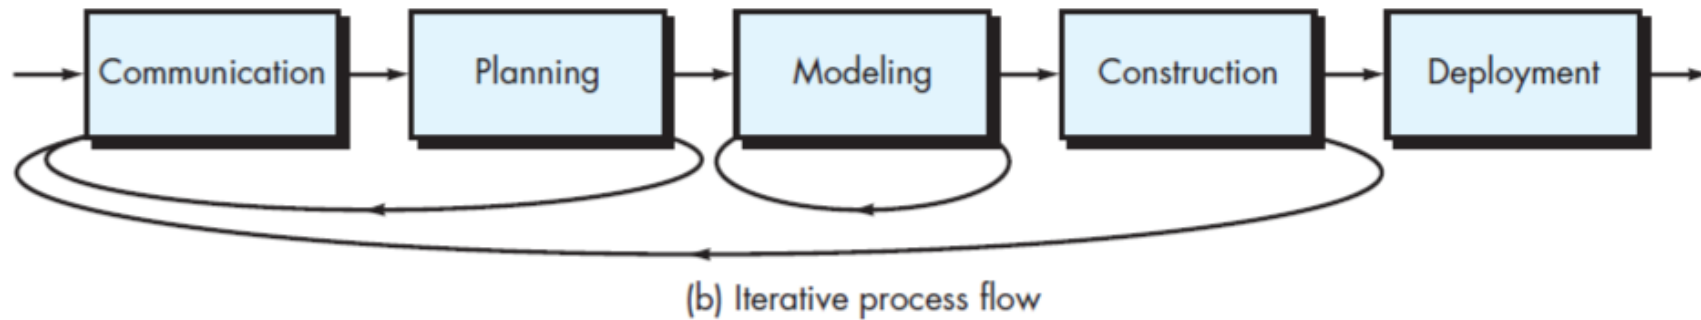 Communication Planning Modeling Construction Deployment
(b) Iterative process flow